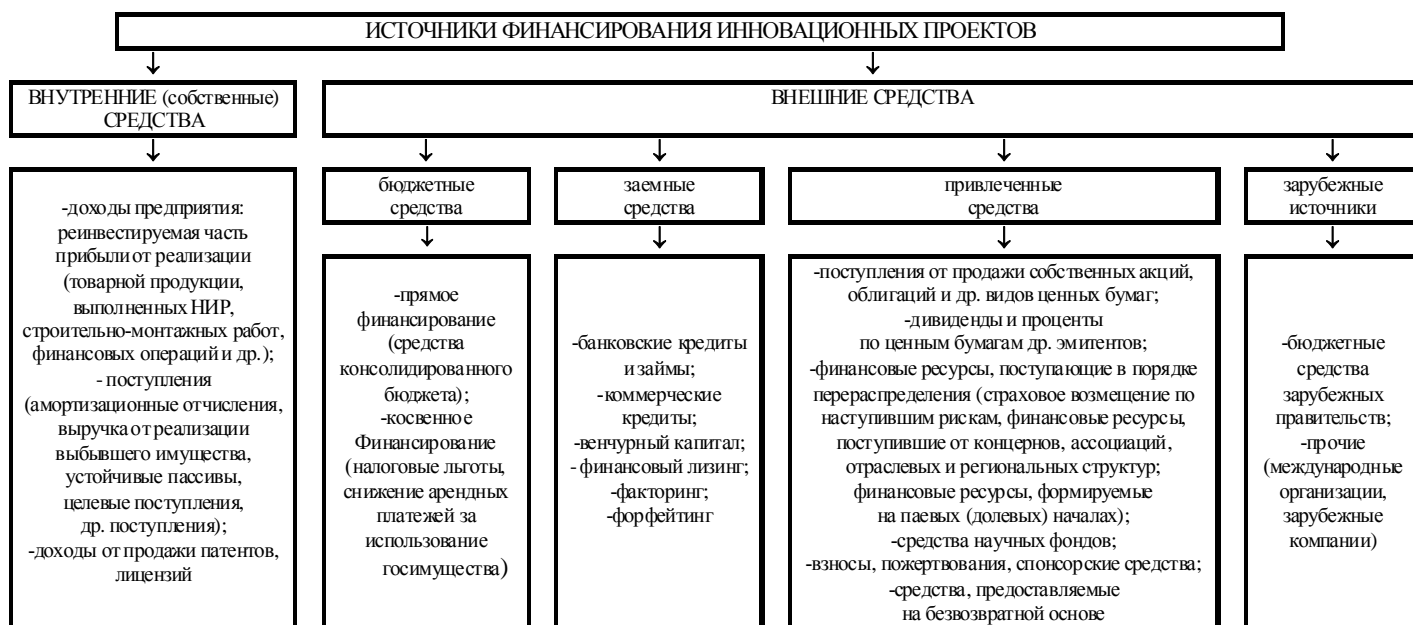 ИСТОЧНИКИ ФИНАНСИРОВАНИЯ ИННОВАЦИОННЫХ ПРОЕКТОВ
ВНУТРЕННИЕ (собственные)
СРЕДСТВА
ВНЕШНИЕ СРЕДСТВА
-доходы предприятия:
реинвестируемая часть
прибыли от реализации
(товарной продукции,
выполненных НИР,
строительно-монтажных работ,
финансовых операций и др.);
- поступления
(амортизационные отчисления,
выручка от реализации
выбывшего имущества,
устойчивые пассивы,
целевые поступления,
др. поступления);
-доходы от продажи патентов,
лицензий
бюджетные
средства
-прямое
финансирование
(средства
консолидированного
бюджета);
-косвенное
Финансирование
(налоговые льготы,
снижение арендных
платежей за
использование
госимущества)
заемные
средства
-банковские кредиты
и займы;
-коммерческие
кредиты;
-венчурный капитал;
- финансовый лизинг;
-факторинг;
-форфейтинг
привлеченные
средства
-поступления от продажи собственных акций,
облигаций и др. видов ценных бумаг;
-дивиденды и проценты
по ценным бумагам др. эмитентов;
-финансовые ресурсы, поступающие в порядке
перераспределения (страховое возмещение по
наступившим рискам, финансовые ресурсы,
поступившие от концернов, ассоциаций,
отраслевых и региональных структур;
финансовые ресурсы, формируемые
на паевых (долевых) началах);
-средства научных фондов;
-взносы, пожертвования, спонсорские средства;
-средства, предоставляемые
на безвозвратной основе
зарубежные
источники
-бюджетные
средства
зарубежных
правительств;
-прочие
(международные
организации,
зарубежные
компании)